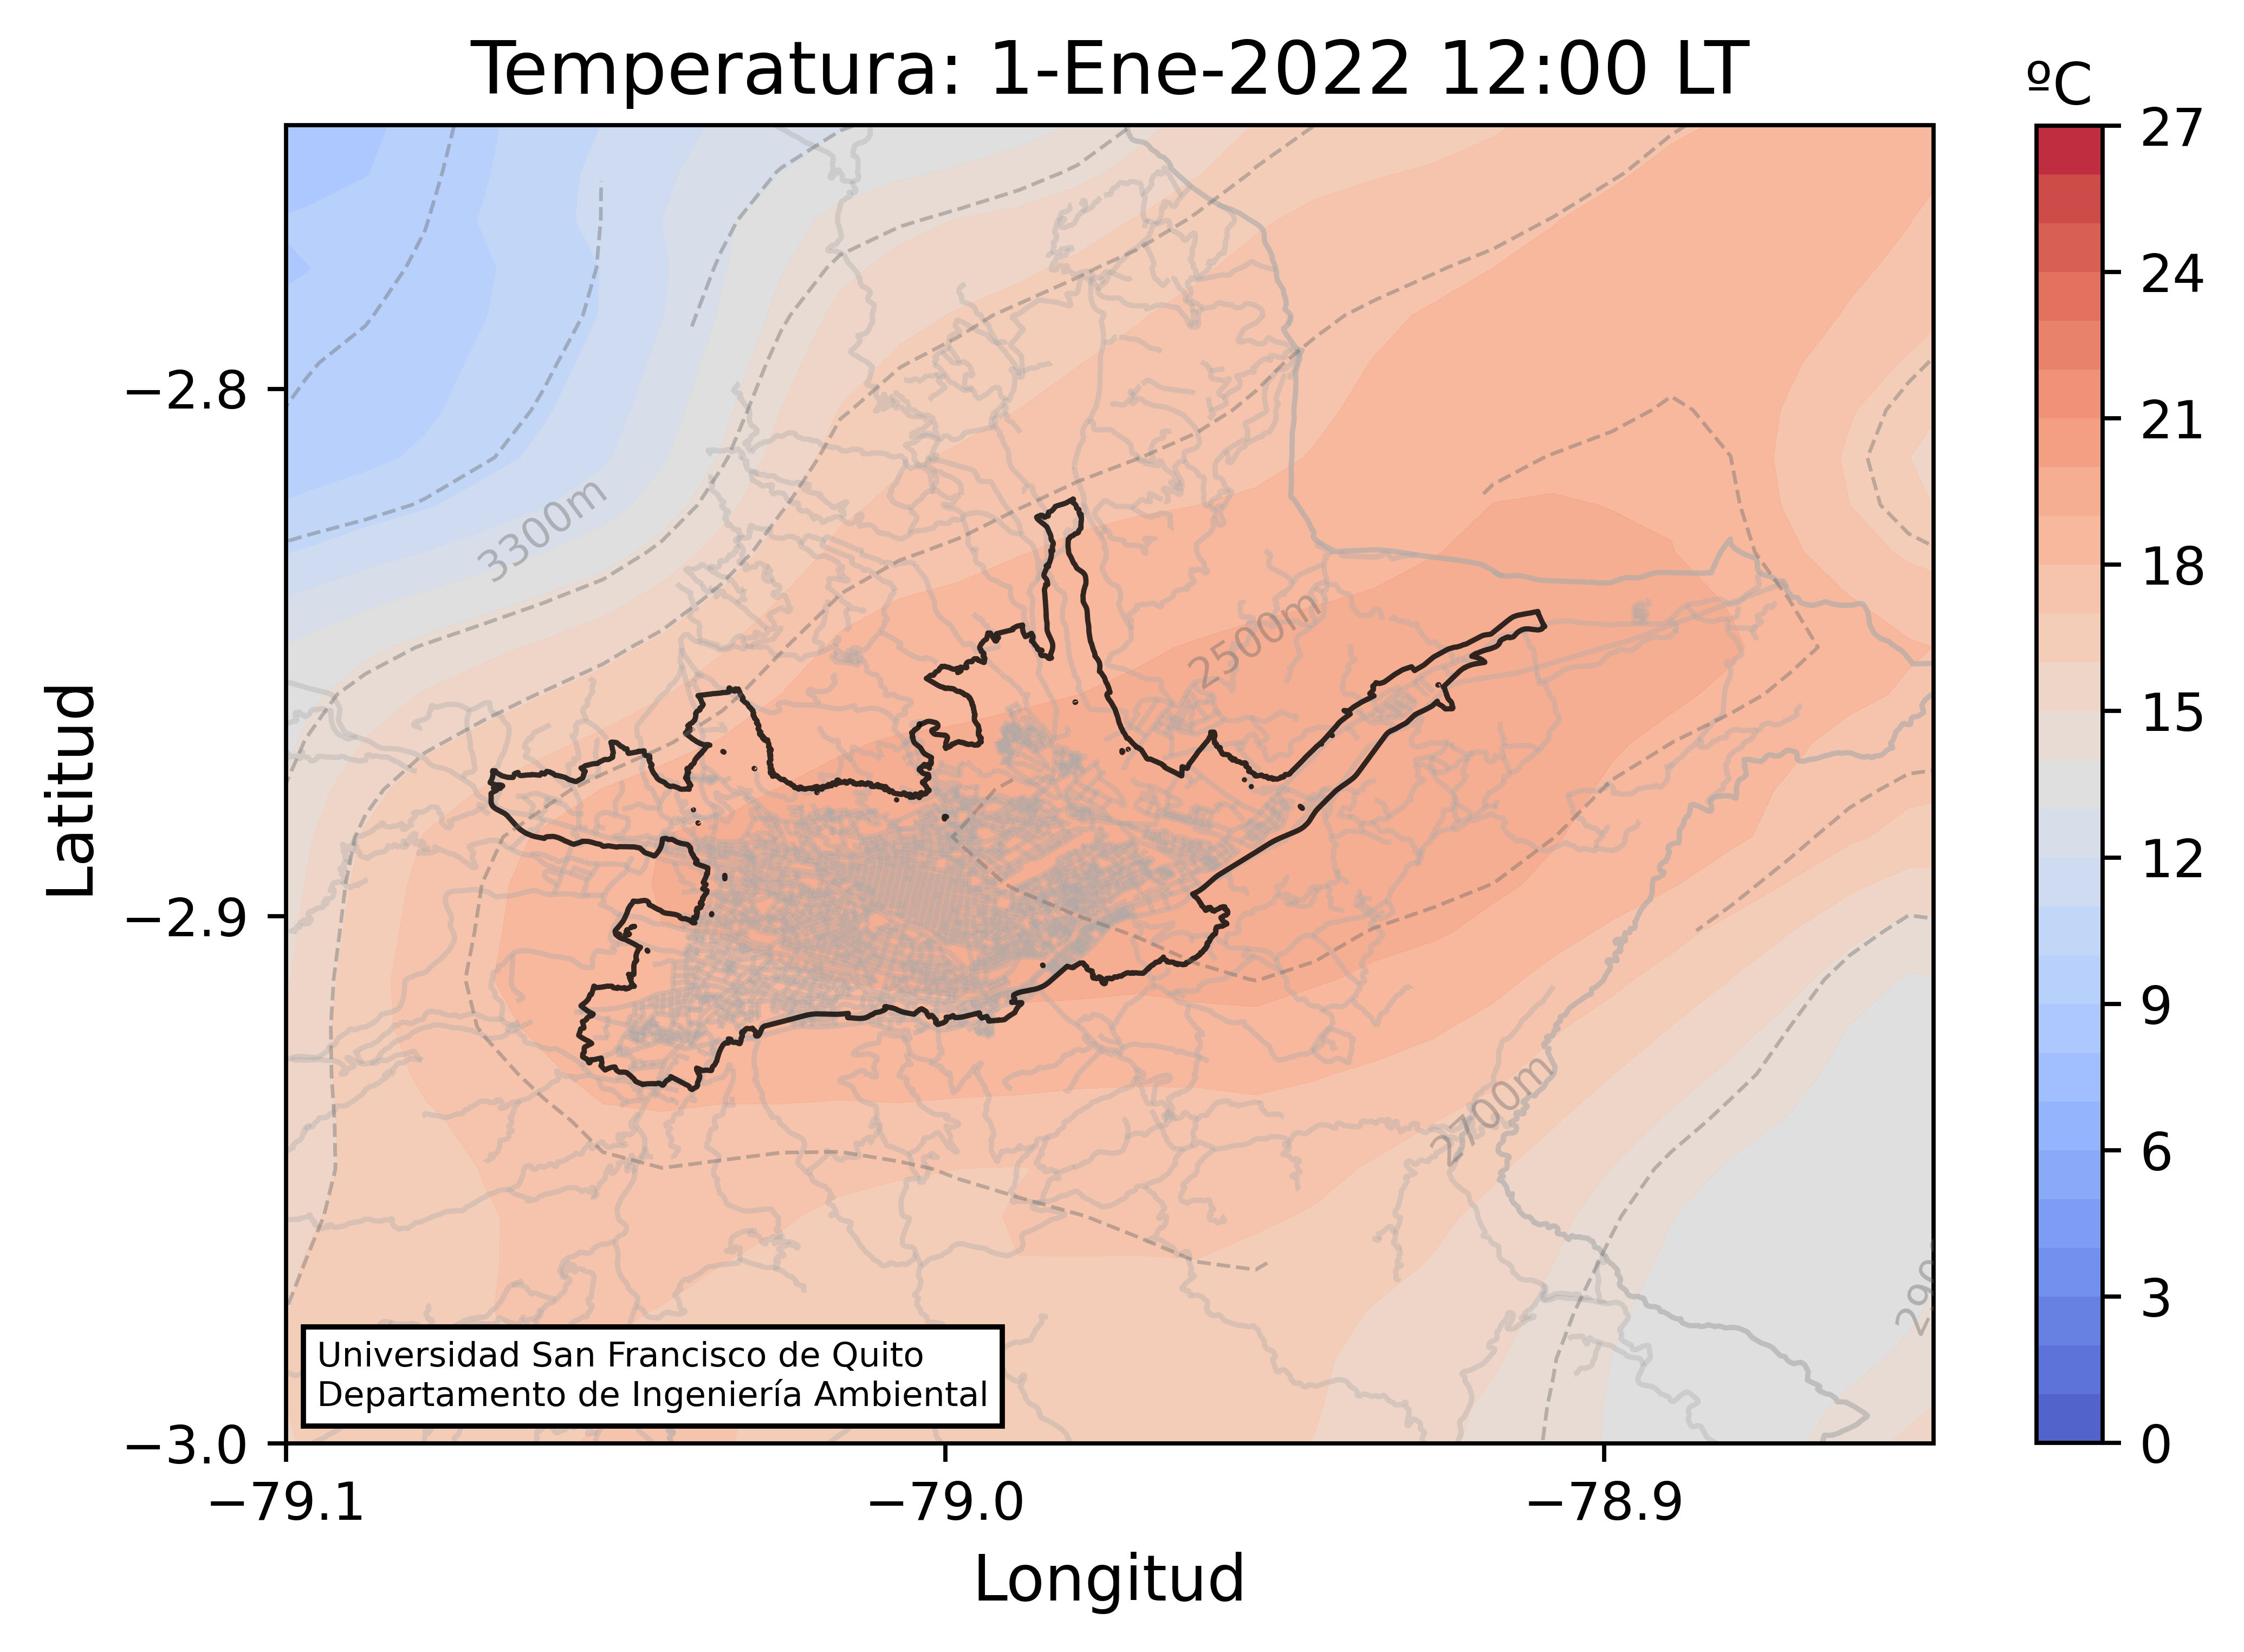 Temperatura: 1-Ene-2022 12:00 LT
ºC
27
24
21
18
15
12
9
6
3
0
Latitud
−2.8
−2.9
−3.0
3300m
2500m
2700m
290
Universidad San Francisco de Quito
Departamento de Ingeniería Ambiental
−79.1
−79.0
−78.9
Longitud